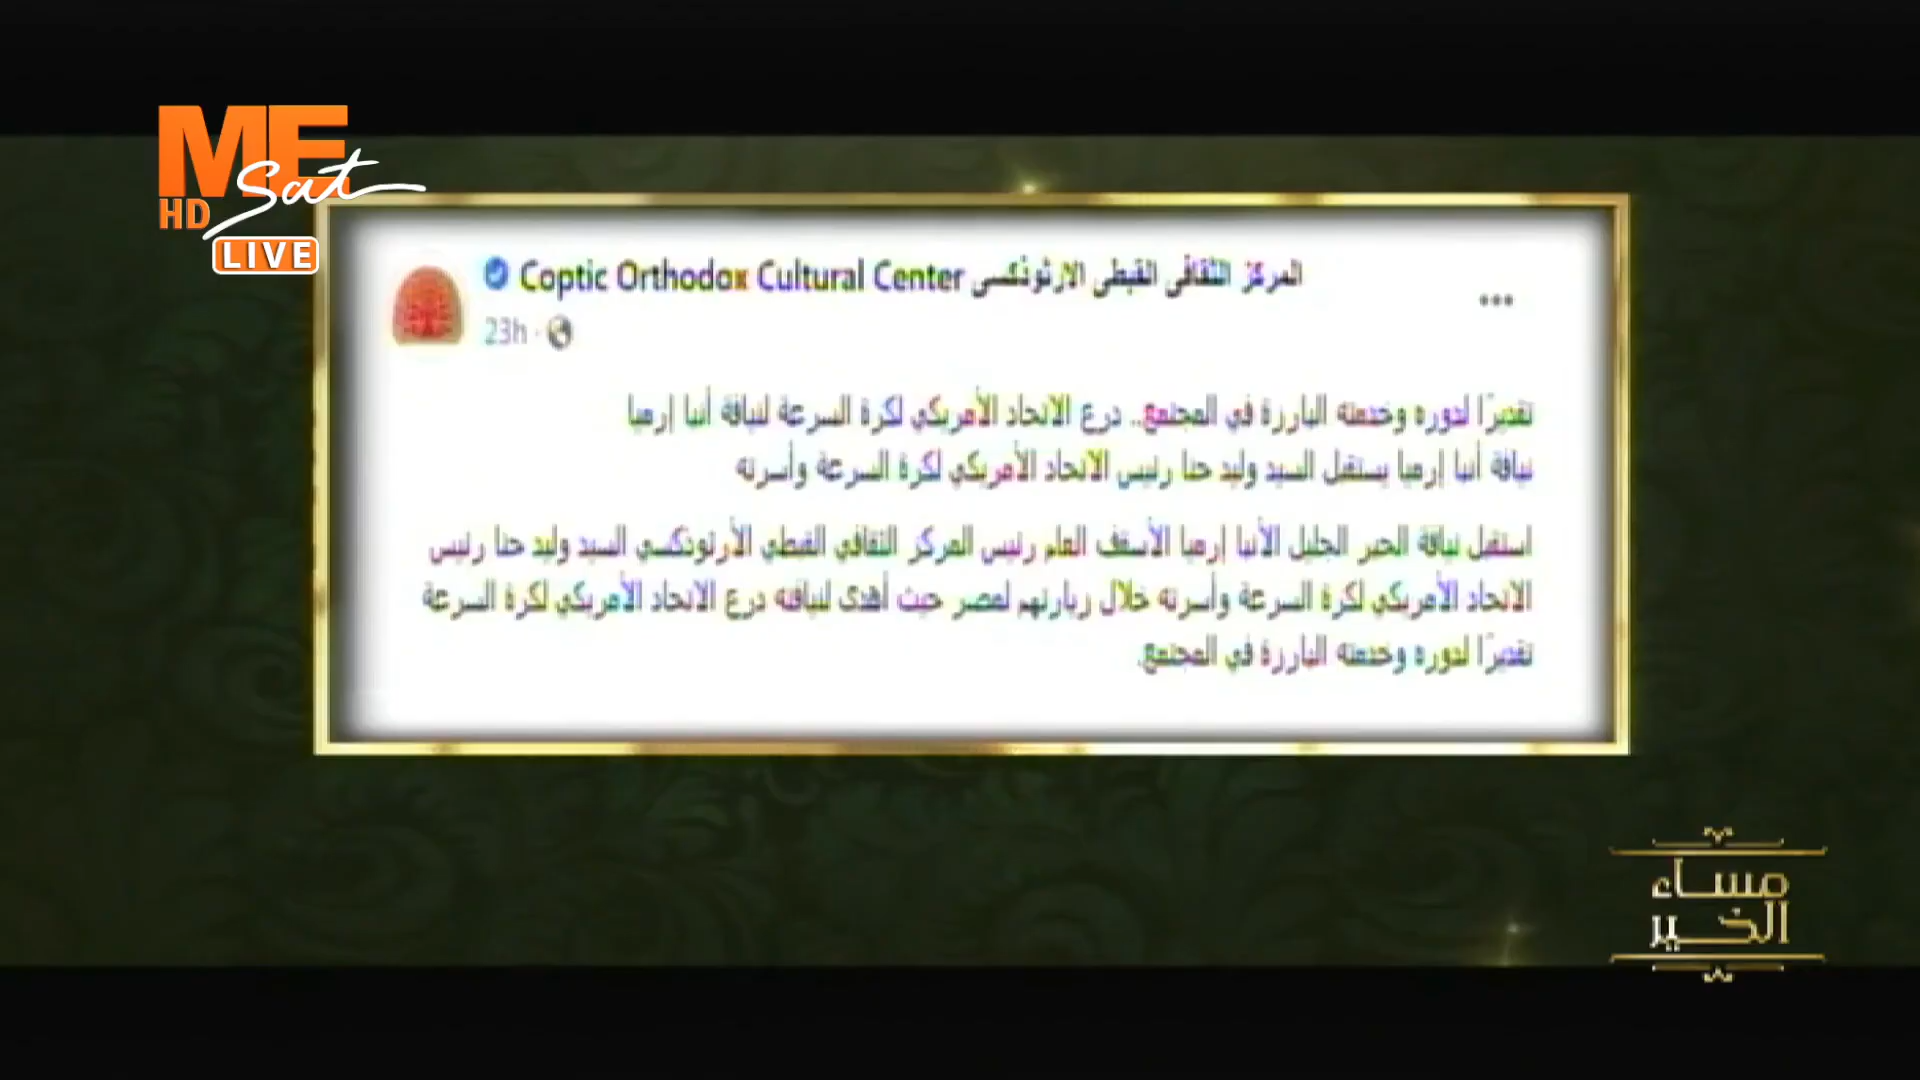 ME
Sat
HD
LIVE
Coptic Orthodox Cultural Center المركز الثقافى القبطى الارثوذكسى
23h ·
...
تقديرًا لدوره وخدمته البارزة في المجتمع.. درع الاتحاد الأمريكي لكرة السرعة لنيافة أنبا إرميا
نيافة أنبا إرميا يستقبل السيد وليد حنا رئيس الاتحاد الأمريكي لكرة السرعة وأسرته
استقبل نيافة الحبر الجليل الأنبا إرميا الأسقف العام رئيس المركز الثقافي القبطي الأرثوذكسي السيد وليد حنا رئيس
الاتحاد الأمريكي لكرة السرعة وأسرته خلال زيارتهم لمصر حيث أهدى لنيافته درع الاتحاد الأمريكي لكرة السرعة
تقديرًا لدوره وخدمته البارزة في المجتمع.
مساء
الخير